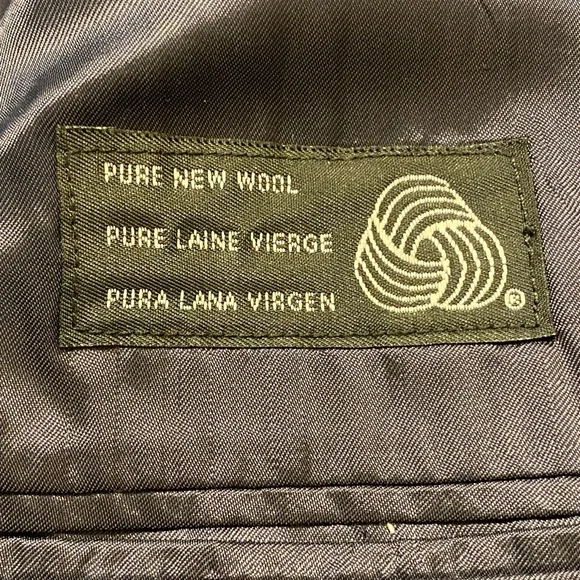 PURE NEW WOOL
PURE LAINE VIERGE
PURA LANA VIRGEN
®